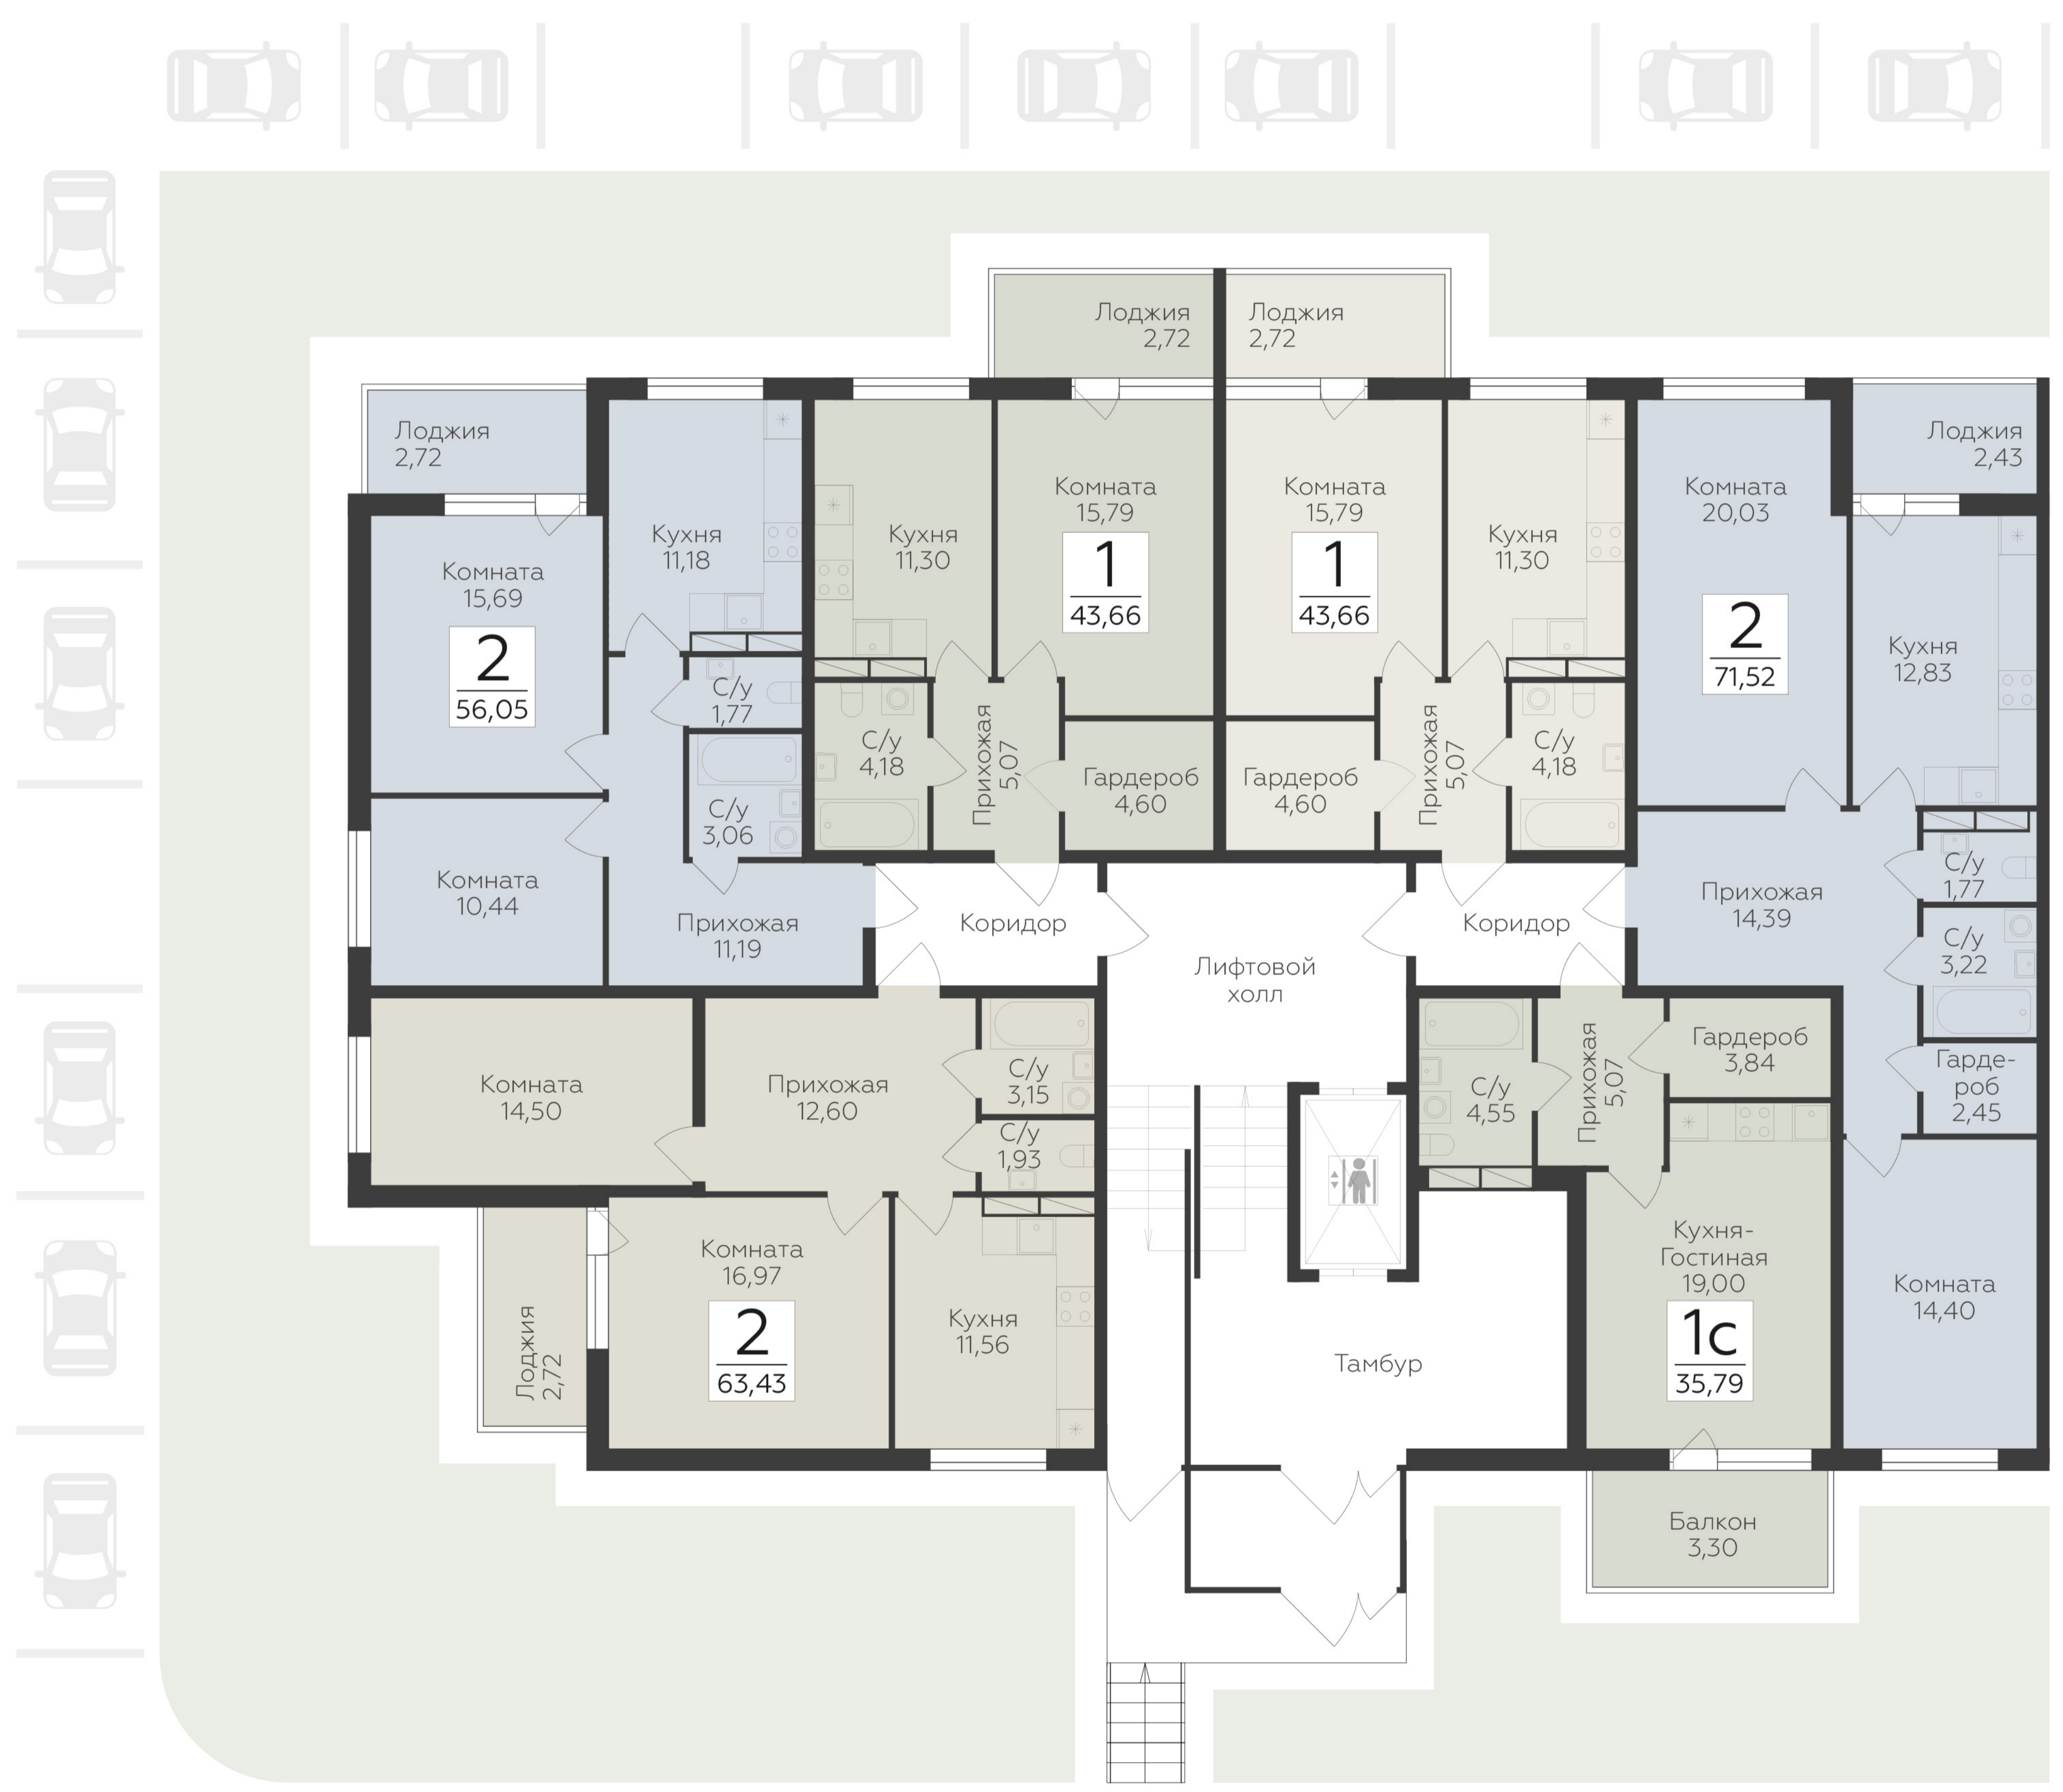 Лоджия
2,72
Комната
15,69
2
56,05
Кухня
11,18
С/у
1,77
С/у
3,06
Комната
10,44
Прихожая
11,19
Лоджия
2,72
Кухня
11,30
Комната
15,79
1
43,66
С/у
4,18
Прихожая
5,07
Гардероб
4,60
Лоджия
2,72
Комната
15,79
1
43,66
Кухня
11,30
Гардероб
4,60
Прихожая
5,07
С/у
4,18
Комната
20,03
2
71,52
Лоджия
2,43
Кухня
12,83
Прихожая
14,39
С/у
1,77
С/у
3,22
Гарде-
роб
2,45
Комната
14,40
Коридор
Лифтовой
холл
Коридор
Комната
14,50
Прихожая
12,60
С/у
3,15
С/у
1,93
Лоджия
2,72
Комната
16,97
2
63,43
Кухня
11,56
Тамбур
С/у
4,55
Прихожая
5,07
Гардероб
3,84
Кухня-
Гостиная
19,00
1с
35,79
Балкон
3,30